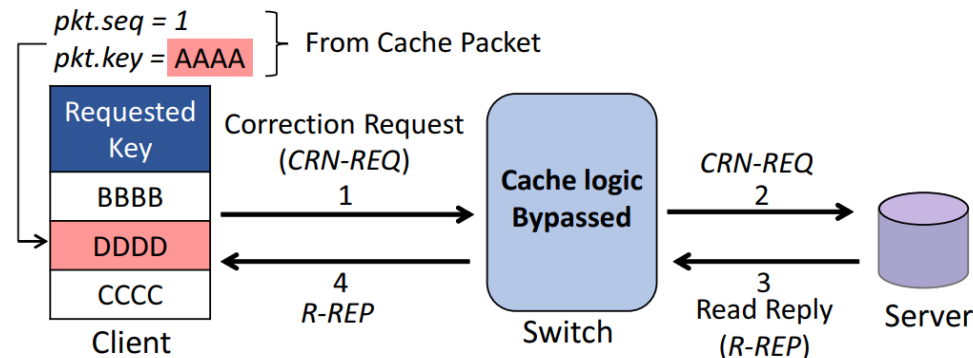 pkt.seq = 1
pkt.key = AAAA
From Cache Packet
Requested
Key
BBBB
DDDD
CCCC
Client
Correction Request
(CRN-REQ)
1
4
R-REP
Cache logic
Bypassed
Switch
CRN-REQ
2
3
Read Reply
(R-REP)
Server